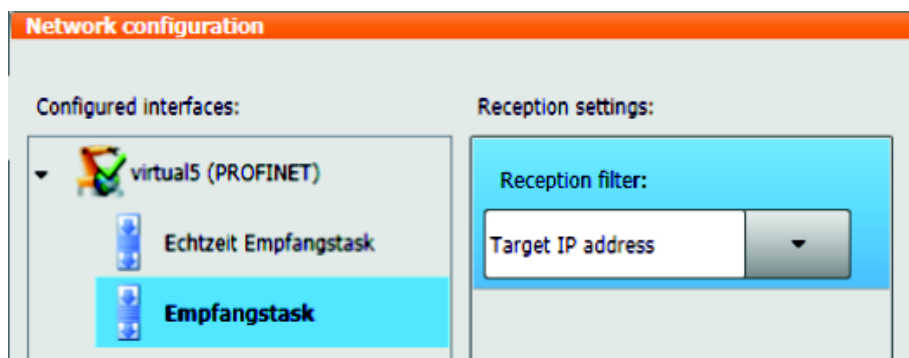 Network configuration
Configured interfaces:
Reception settings:
virtual5 (PROFINET)
Reception filter:
Echtzeit Empfangstask
Target IP address
Empfangstask